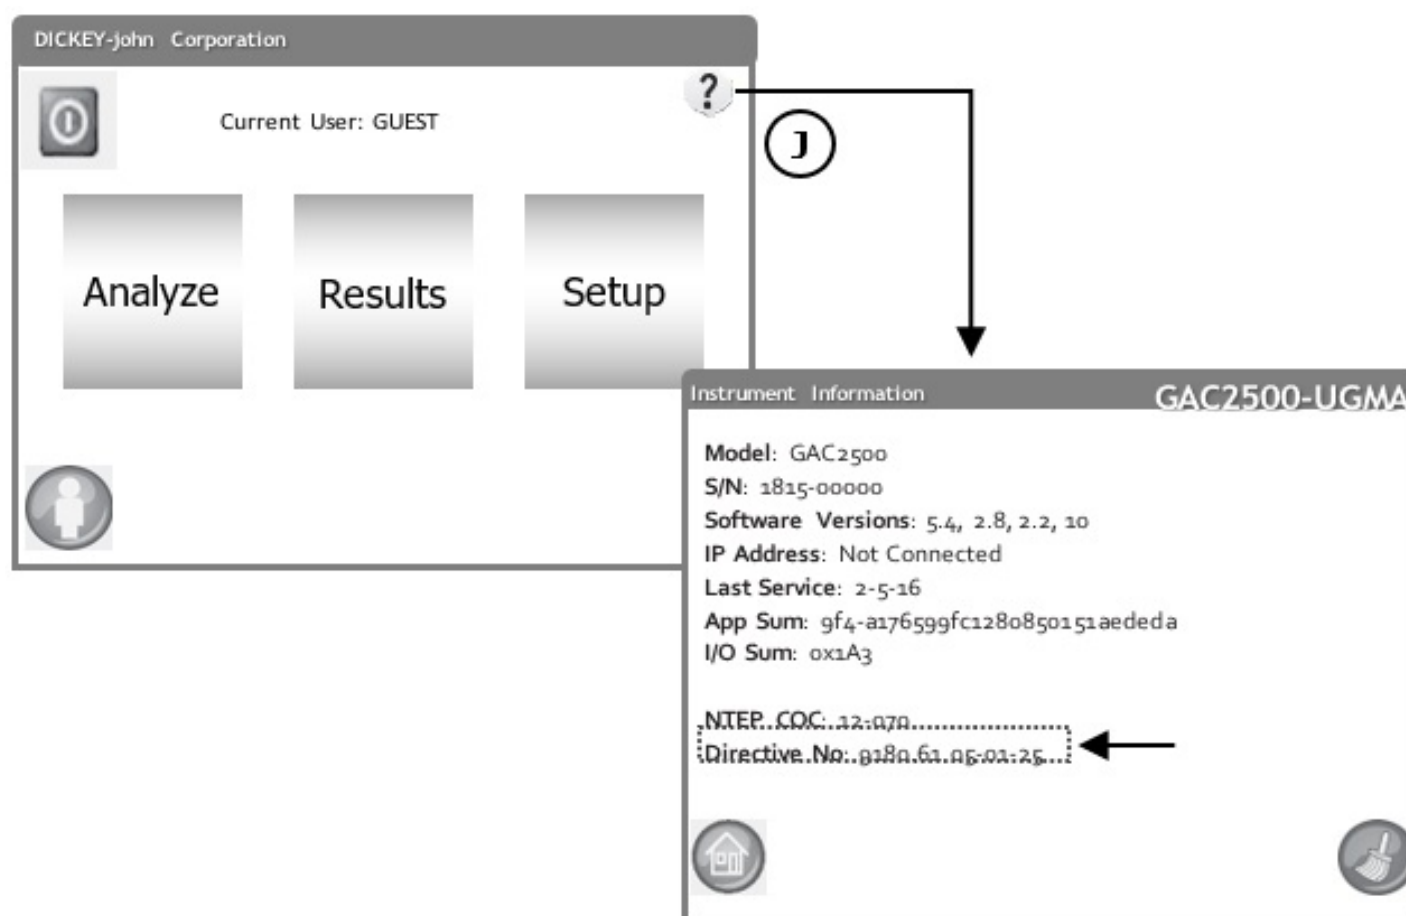 DICKEY-john Corporation
?
Current User: GUEST
J
Analyze
Results
Setup
Instrument Information
GAC2500-UGMA
Model: GAC2500
S/N: 1815-00000
Software Versions: 5.4, 2.8, 2.2, 10
IP Address: Not Connected
Last Service: 2-5-16
App Sum: 9f4-a176599fc1280850151aededa
I/O Sum: 0x1A3
NTEP COC: 12-070
Directive No: 9180.61 05-01-25